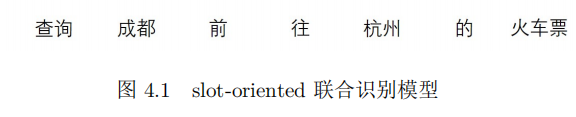 查询 成都 前 往 杭州 的 火车票
图 4.1 slot-oriented 联合识别模型